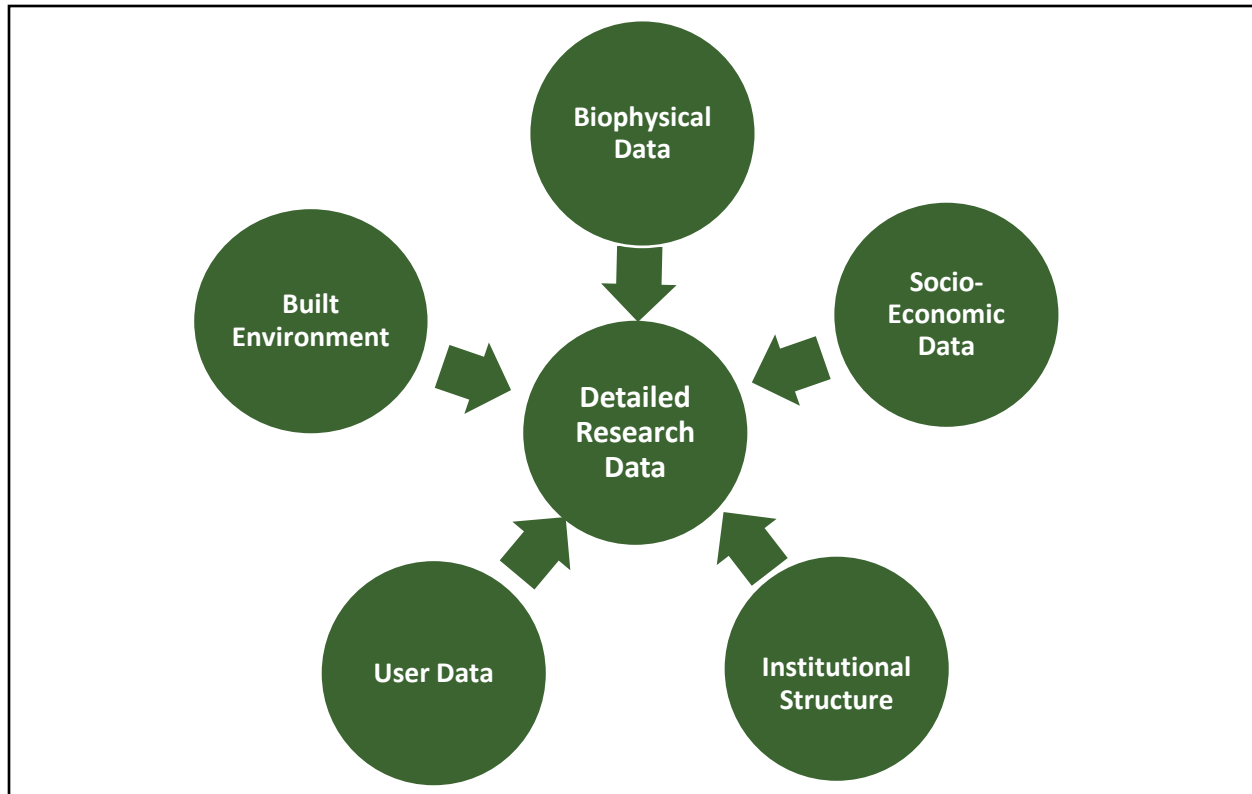 Biophysical
Data
Built
Environment
Socio-
Economic
Data
Detailed
Research
Data
User Data
Institutional
Structure